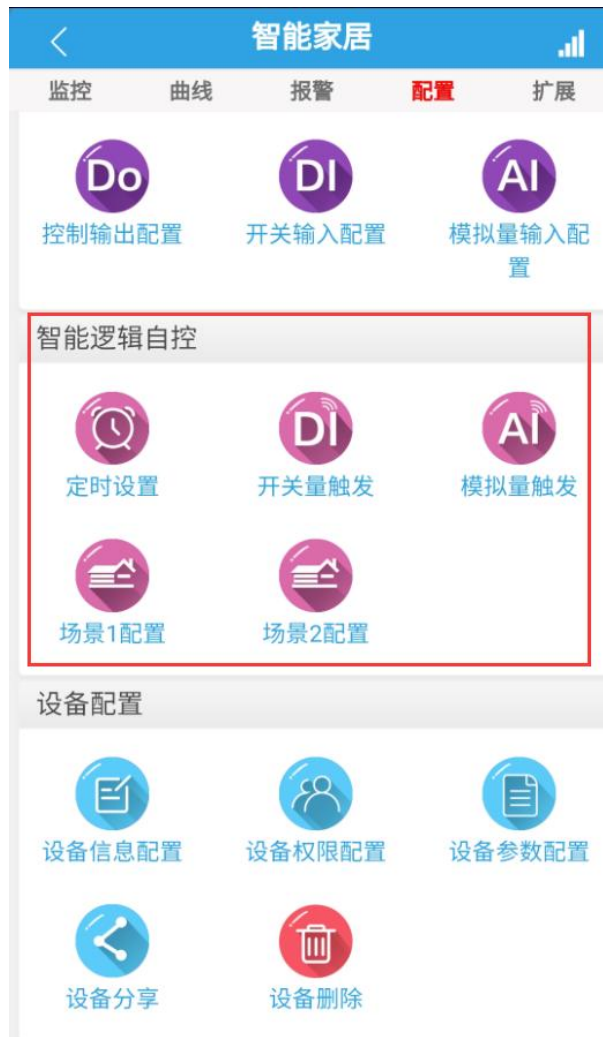 智能家居
监控 曲线 报警 配置 扩展
Do DI AI
控制输出配置 开关输入配置 模拟量输入配
置
智能逻辑自控
DI AI
定时设置 开关量触发 模拟量触发
场景1配置 场景2配置
设备配置
设备信息配置 设备权限配置 设备参数配置
设备分享 设备删除